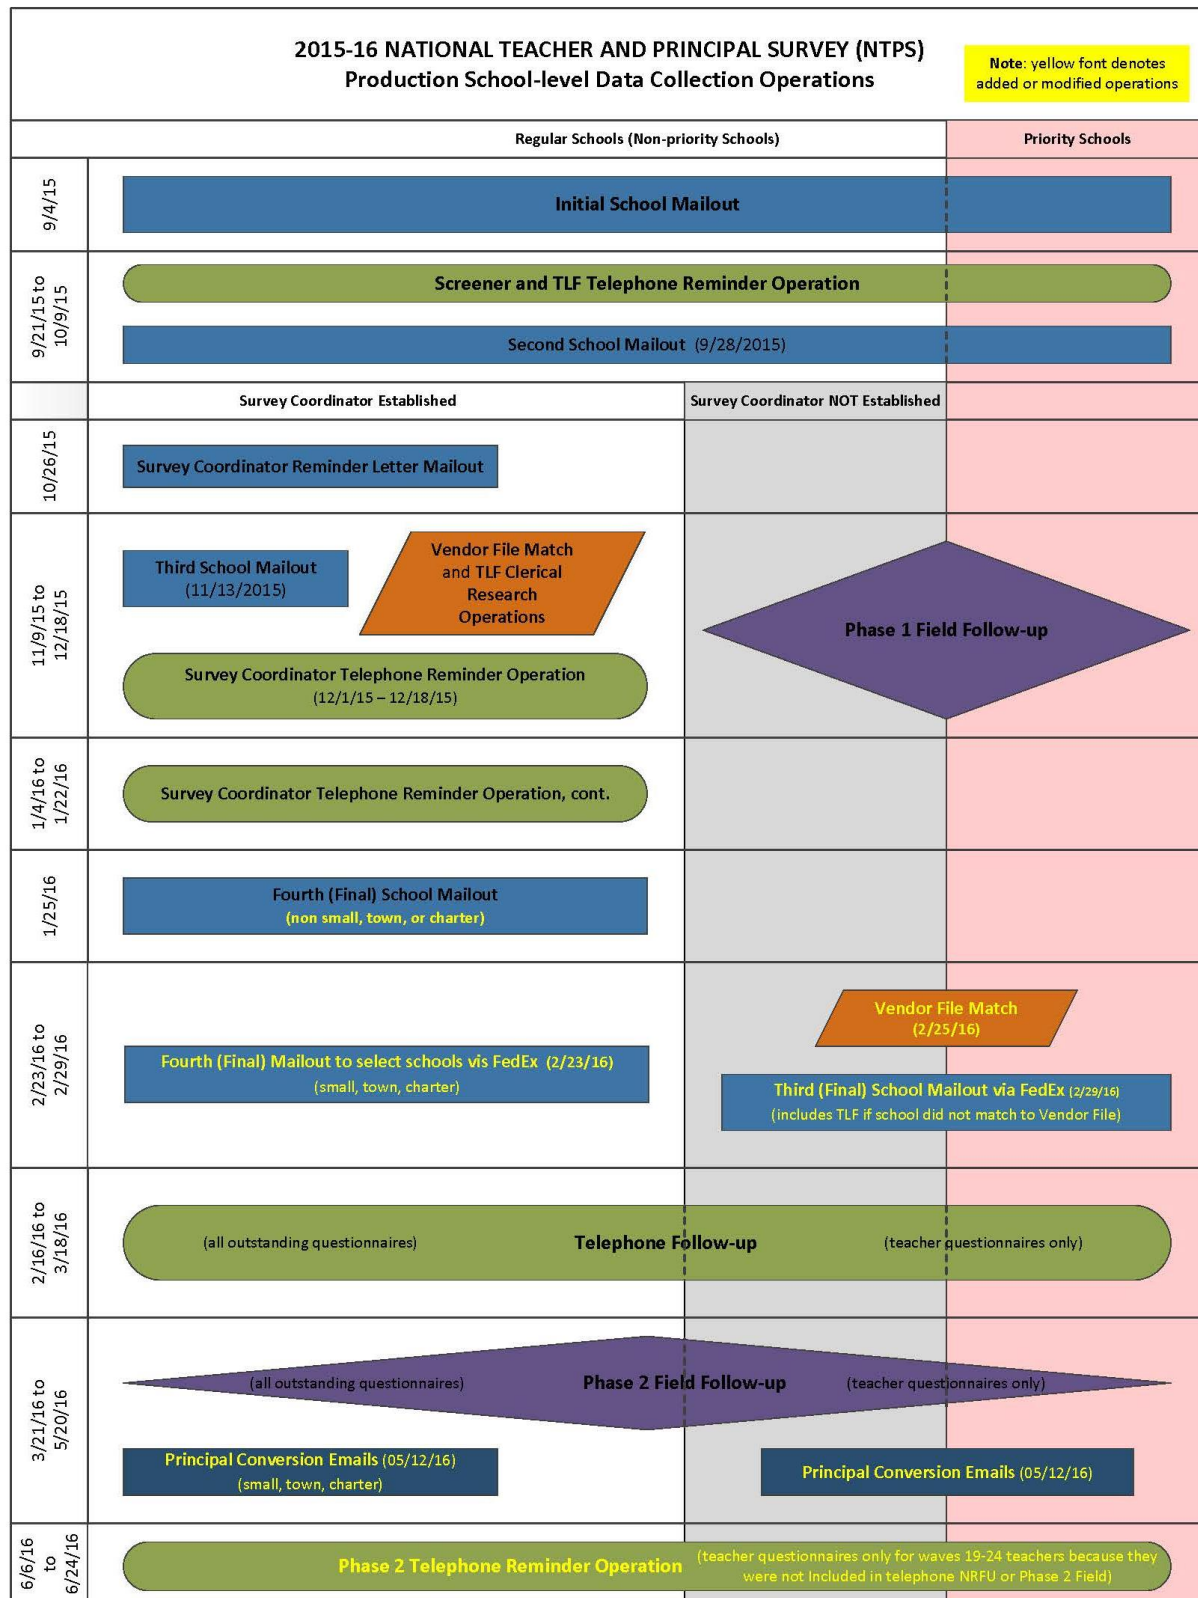 2015-16 NATIONAL TEACHER AND PRINCIPAL SURVEY (NTPS)
Production School-level Data Collection Operations
Note: yellow font denotes
added or modified operations
Regular Schools (Non-priority Schools)
Priority Schools
9/4/15
Initial School Mailout
9/21/15 to
10/9/15
Screener and TLF Telephone Reminder Operation
Second School Mailout (9/28/2015)
Survey Coordinator Established
Survey Coordinator NOT Established
10/26/15
Survey Coordinator Reminder Letter Mailout
11/9/15 to
12/18/15
Third School Mailout
(11/13/2015)
Vendor File Match
and TLF Clerical
Research
Operations
Survey Coordinator Telephone Reminder Operation
(12/1/15 – 12/18/15)
Phase 1 Field Follow-up
1/4/16 to
1/22/16
Survey Coordinator Telephone Reminder Operation, cont.
1/25/16
Fourth (Final) School Mailout
(non small, town, or charter)
2/23/16 to
2/29/16
Fourth (Final) Mailout to select schools vis FedEx (2/23/16)
(small, town, charter)
Vendor File Match
(2/25/16)
Third (Final) School Mailout via FedEx (2/29/16)
(includes TLF if school did not match to Vendor File)
2/16/16 to
3/18/16
(all outstanding questionnaires) Telephone Follow-up (teacher questionnaires only)
3/21/16 to
5/20/16
(all outstanding questionnaires) Phase 2 Field Follow-up (teacher questionnaires only)
Principal Conversion Emails (05/12/16)
(small, town, charter)
Principal Conversion Emails (05/12/16)
6/6/16
to
6/24/16
Phase 2 Telephone Reminder Operation
(teacher questionnaires only for waves 19-24 teachers because they
were not Included in telephone NRFU or Phase 2 Field)